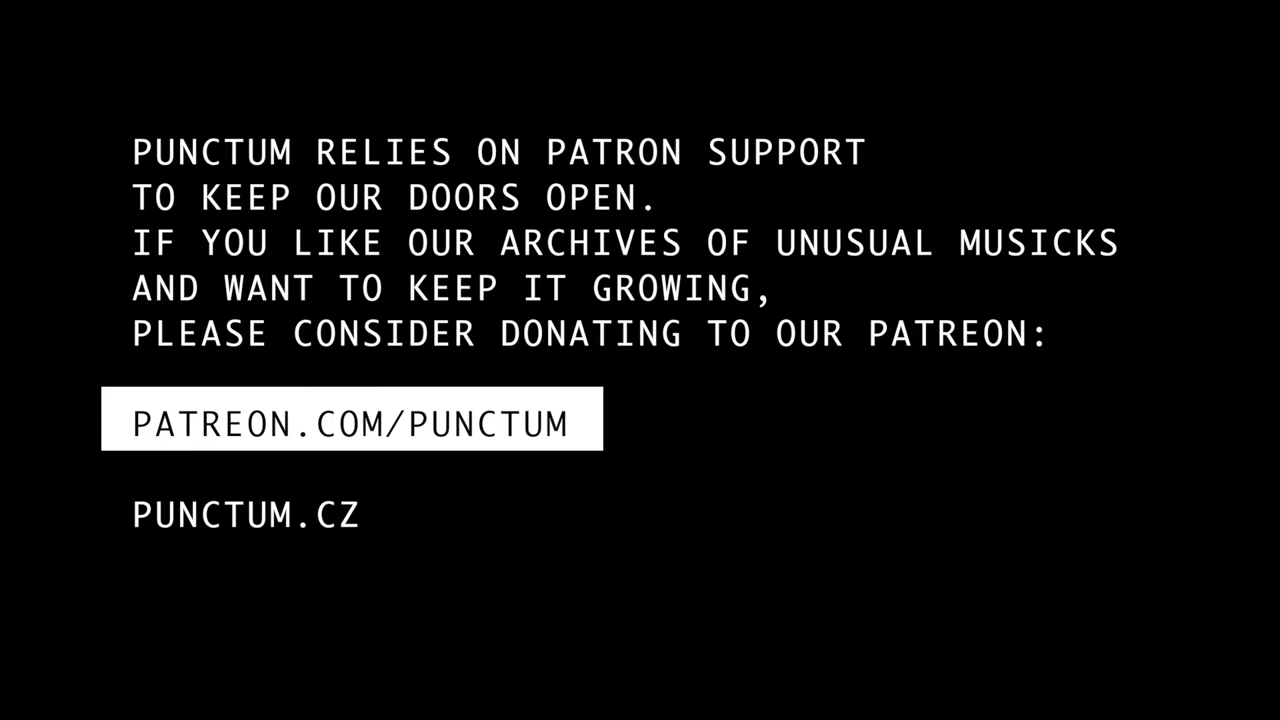 PUNCTUM RELIES ON PATRON SUPPORT
TO KEEP OUR DOORS OPEN.
IF YOU LIKE OUR ARCHIVES OF UNUSUAL MUSICKS
AND WANT TO KEEP IT GROWING,
PLEASE CONSIDER DONATING TO OUR PATREON:
PATREON.COM/PUNCTUM
PUNCTUM.CZ